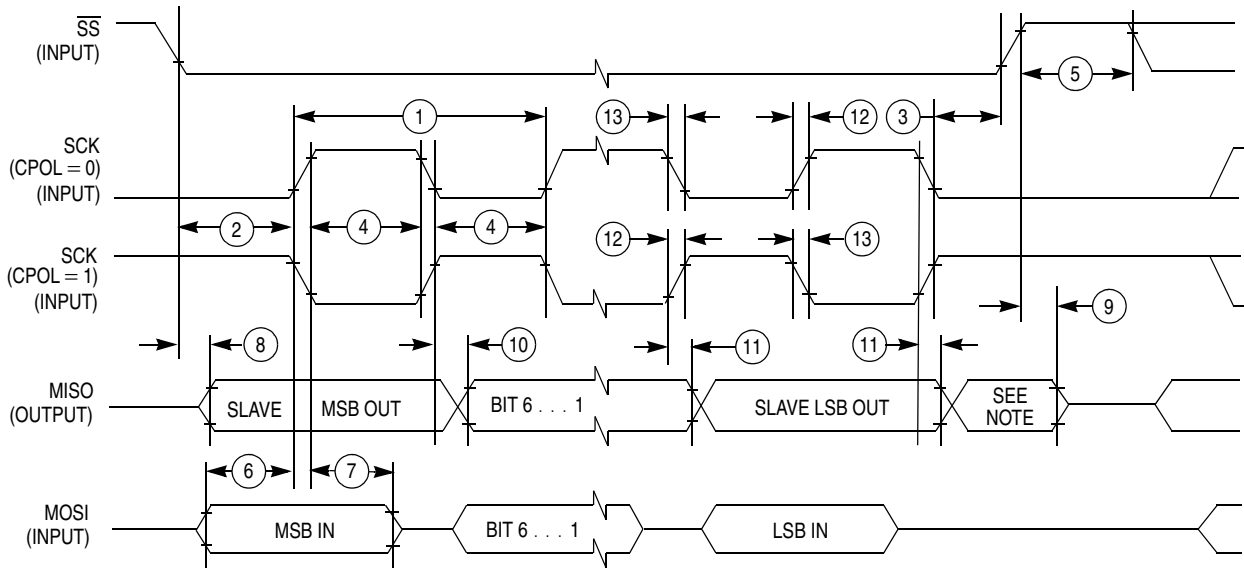 SS
(INPUT)
5
1
13
12
3
SCK
(CPOL = 0)
(INPUT)
2
4
4
12
13
SCK
(CPOL = 1)
(INPUT)
9
8
10
11
11
MISO
(OUTPUT)
SLAVE
MSB OUT
BIT 6 . . . 1
SLAVE LSB OUT
SEE
NOTE
6
7
MOSI
(INPUT)
MSB IN
BIT 6 . . . 1
LSB IN